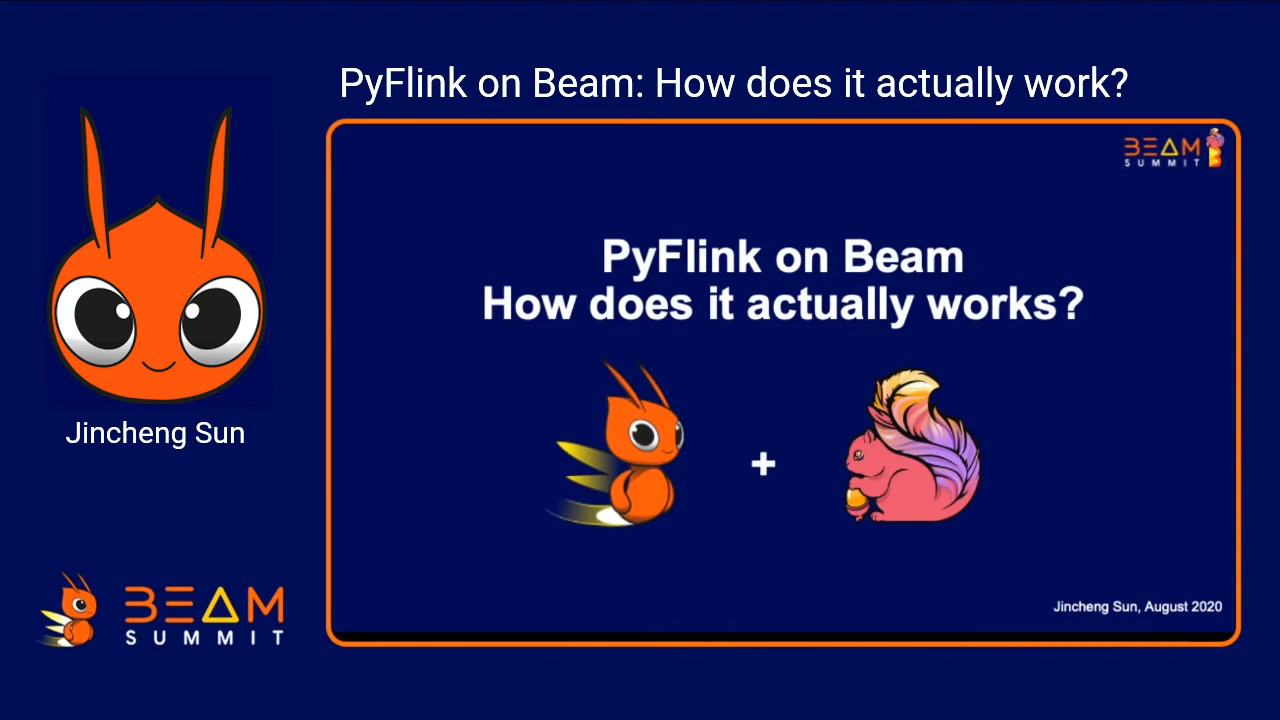 PyFlink on Beam: How does it actually work?
BEAM
SUMMIT
PyFlink on Beam
How does it actually works?
+
Jincheng Sun, August 2020
Jincheng Sun
BEAM
SUMMIT